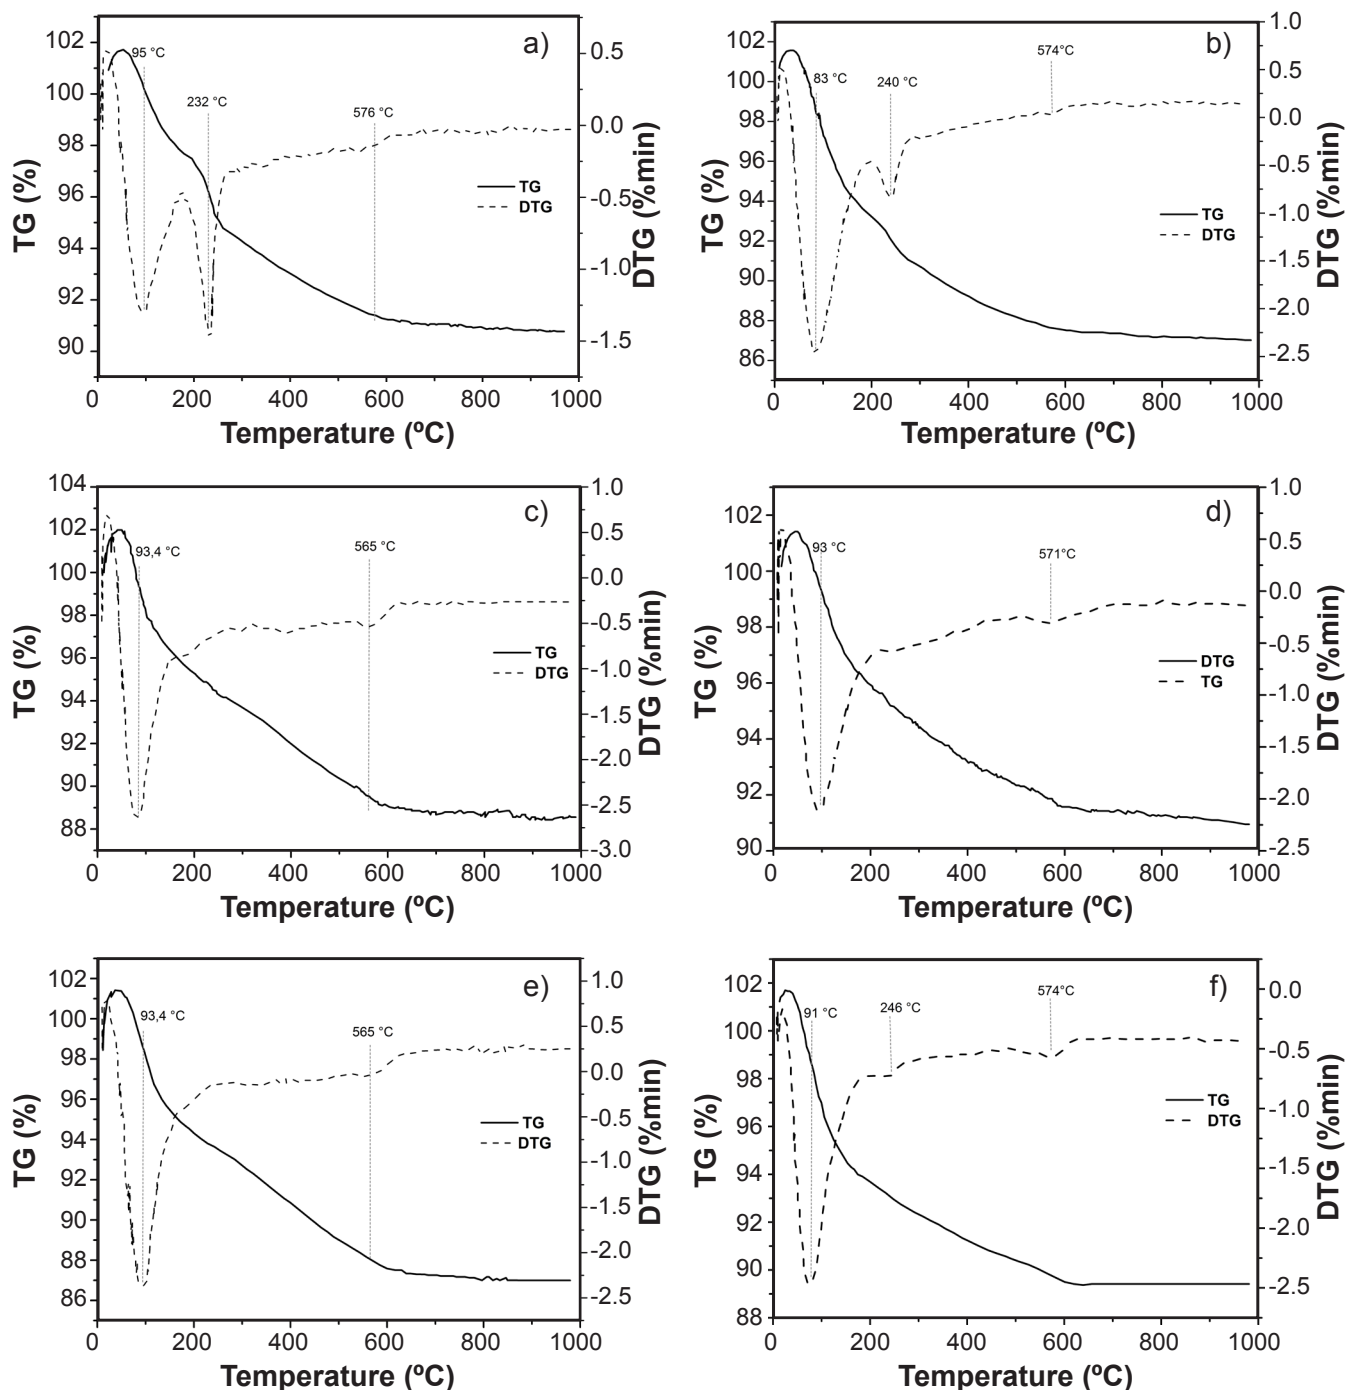 a)
102
100
98
96
94
92
90
TG (%)
95 °C
232 °C
576 °C
TG
DTG
0.5
0.0
-0.5
-1.0
-1.5
DTG (%min)
0 200 400 600 800 1000
Temperature (ºC)
b)
102
100
98
96
94
92
90
88
86
TG (%)
83 °C
240 °C
574°C
TG
DTG
1.0
0.5
0.0
-0.5
-1.0
-1.5
-2.0
-2.5
DTG (%min)
0 200 400 600 800 1000
Temperature (ºC)
c)
104
102
100
98
96
94
92
90
88
TG (%)
93,4 °C
565 °C
TG
DTG
1.0
0.5
0.0
-0.5
-1.0
-1.5
-2.0
-2.5
-3.0
DTG (%min)
0 200 400 600 800 1000
Temperature (ºC)
d)
102
100
98
96
94
92
90
TG (%)
93 °C
571°C
DTG
TG
1.0
0.5
0.0
-0.5
-1.0
-1.5
-2.0
-2.5
DTG (%min)
0 200 400 600 800 1000
Temperature (ºC)
e)
102
100
98
96
94
92
90
88
86
TG (%)
93,4 °C
565 °C
TG
DTG
1.0
0.5
0.0
-0.5
-1.0
-1.5
-2.0
-2.5
DTG (%min)
0 200 400 600 800 1000
Temperature (ºC)
f)
102
100
98
96
94
92
90
88
TG (%)
91 °C
246 °C
574°C
TG
DTG
0.0
-0.5
-1.0
-1.5
-2.0
-2.5
DTG (%min)
0 200 400 600 800 1000
Temperature (ºC)